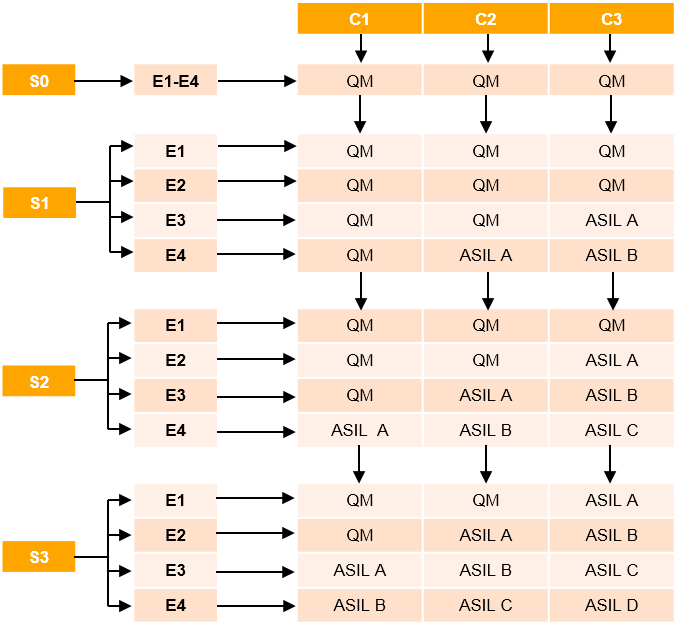 C1 C2 C3
S0 E1-E4 QM QM QM
E1 QM QM QM
E2 QM QM QM
S1
E3 QM QM ASIL A
E4 QM ASIL A ASIL B
E1 QM QM QM
E2 QM QM ASIL A
S2
E3 QM ASIL A ASIL B
E4 ASIL A ASIL B ASIL C
E1 QM QM ASIL A
E2 QM ASIL A ASIL B
S3
E3 ASIL A ASIL B ASIL C
E4 ASIL B ASIL C ASIL D